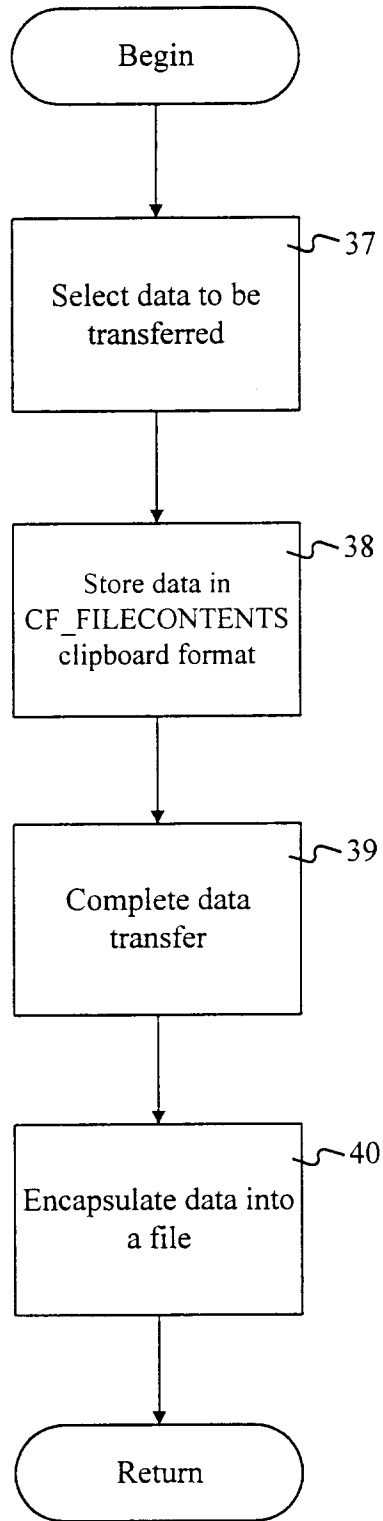 Begin
37
Select data to be
transferred
38
Store data in
CF_FILECONTENTS
clipboard format
39
Complete data
transfer
40
Encapsulate data into
a file
Return